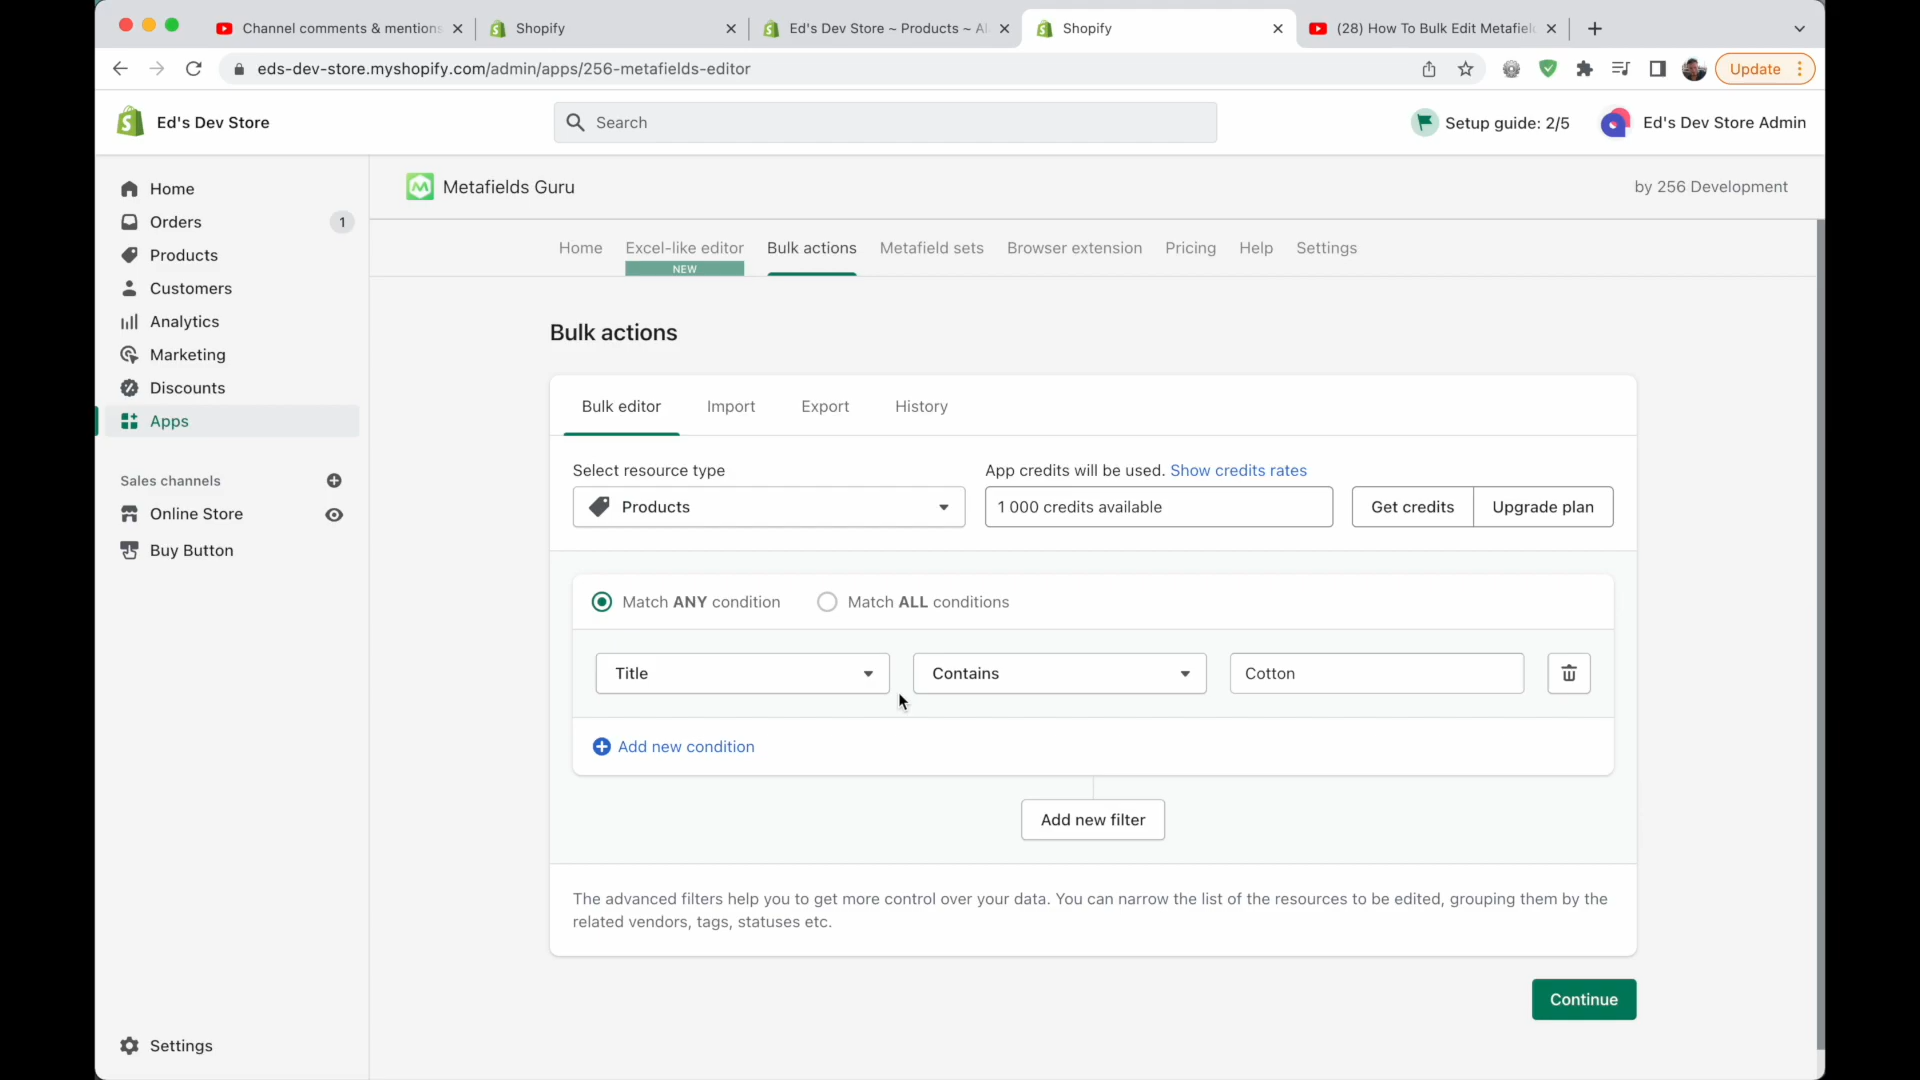 Channel comments & mentions
Shopify
Ed's Dev Store ~ Products ~ Al
Shopify
(28) How To Bulk Edit Metafiel
eds-dev-store.myshopify.com/admin/apps/256-metafields-editor
Update
Ed's Dev Store
Search
Setup guide: 2/5
Ed's Dev Store Admin
Home
Orders
1
Products
Customers
Analytics
Marketing
Discounts
Apps
Sales channels
Online Store
Buy Button
Settings
Metafields Guru
by 256 Development
Home
Excel-like editor
NEW
Bulk actions
Metafield sets
Browser extension
Pricing
Help
Settings
Bulk actions
Bulk editor
Import
Export
History
Select resource type
Products
App credits will be used. Show credits rates
1 000 credits available
Get credits
Upgrade plan
Match ANY condition
Match ALL conditions
Title
Contains
Cotton
Add new condition
Add new filter
The advanced filters help you to get more control over your data. You can narrow the list of the resources to be edited, grouping them by the
related vendors, tags, statuses etc.
Continue